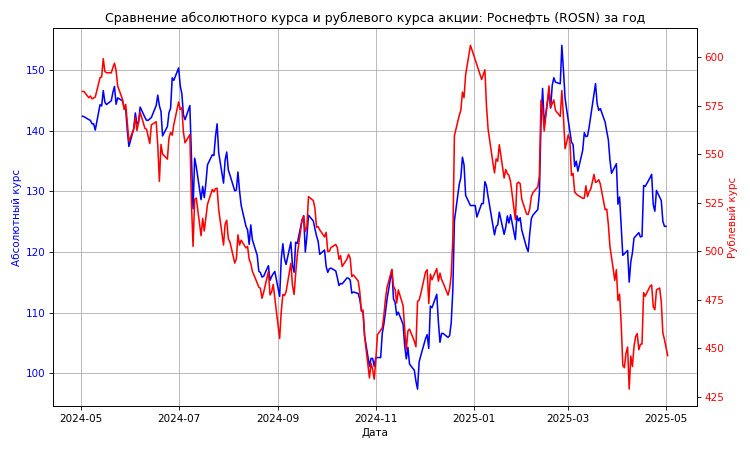 Сравнение абсолютного курса и рублевого курса акции: Роснефть (ROSN) за год
Абсолютный курс
150
140
130
120
110
100
600
575
550
525
500
475
450
425
Рублевый курс
2024-05 2024-07 2024-09 2024-11 2025-01 2025-03 2025-05
Дата